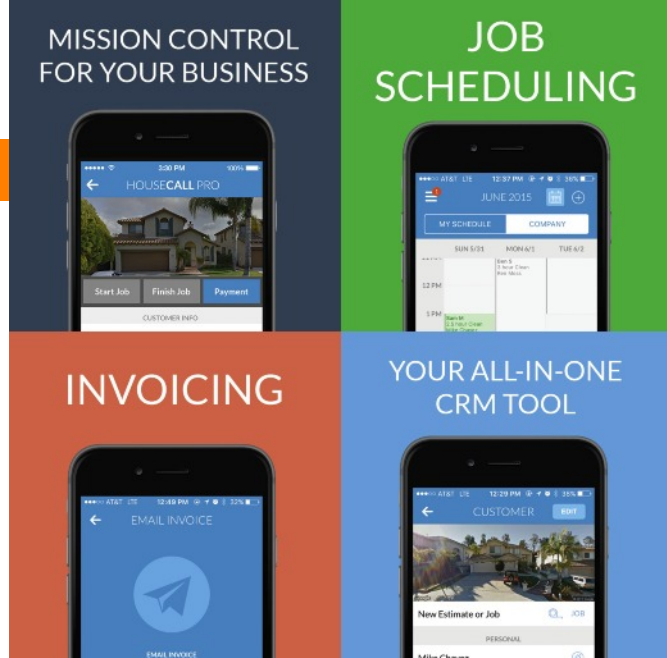 MISSION CONTROL
FOR YOUR BUSINESS
3:30 PM
100%
HOUSECALL PRO
Start Job
Finish Job
Payment
CUSTOMER INFO
JOB
SCHEDULING
AT&T LTE
12:37 PM
36%
JUNE 2015
MY SCHEDULE
COMPANY
SUN 5/31
MON 6/1
TUE 6/2
12 PM
1 PM
INVOICING
AT&T LTE
12:49 PM
32%
EMAIL INVOICE
EMAIL INVOICE
YOUR ALL-IN-ONE
CRM TOOL
AT&T LTE
12:29 PM
38%
CUSTOMER
EDIT
New Estimate or Job
JOB
PERSONAL